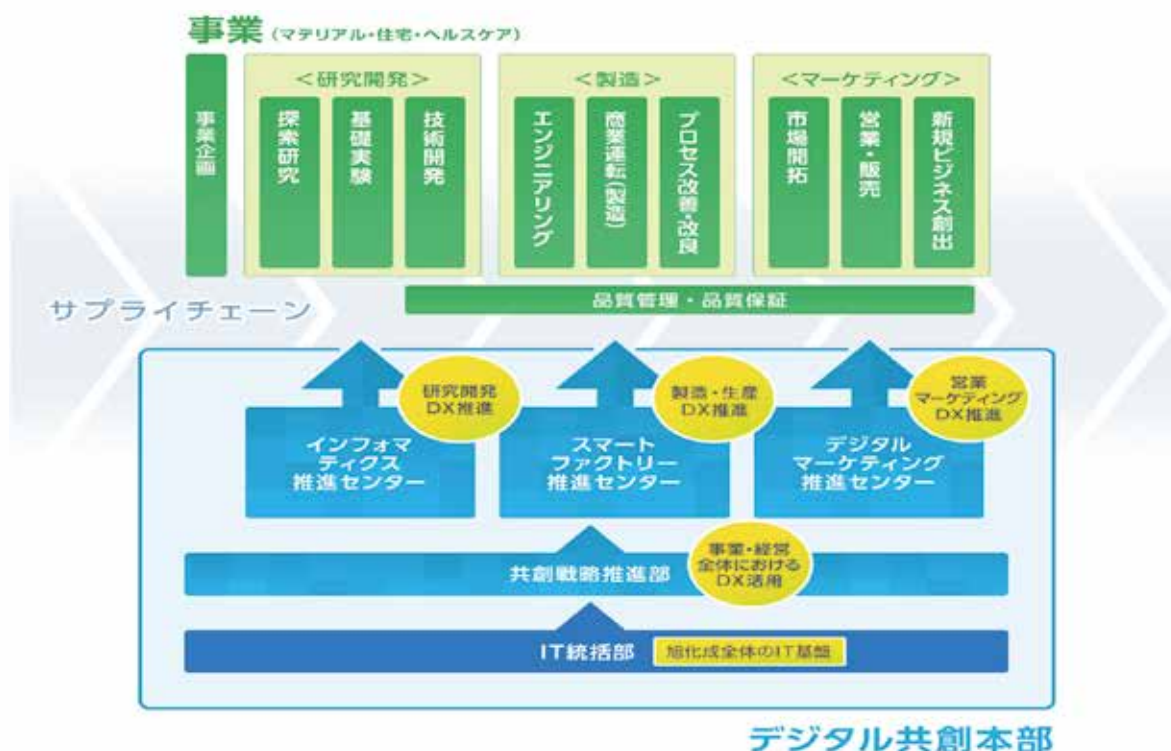 事業(マテリアル・住宅・ヘルスケア)
事業企画
<研究開発>
探索研究
基礎実験
技術開発
<製造>
エンジニアリング
商業運転(製造)
プロセス改善・改良
<マーケティング>
市場開拓
営業・販売
新規ビジネス創出
品質管理・品質保証
サプライチェーン
研究開発
DX推進
インフォマ
ティクス
推進センター
製造・生産
DX推進
スマート
ファクトリー
推進センター
営業
マーケティング
DX推進
デジタル
マーケティング
推進センター
共創戦略推進部
事業・経営
全体における
DX活用
IT統括部
旭化成全体のIT基盤
デジタル共創本部